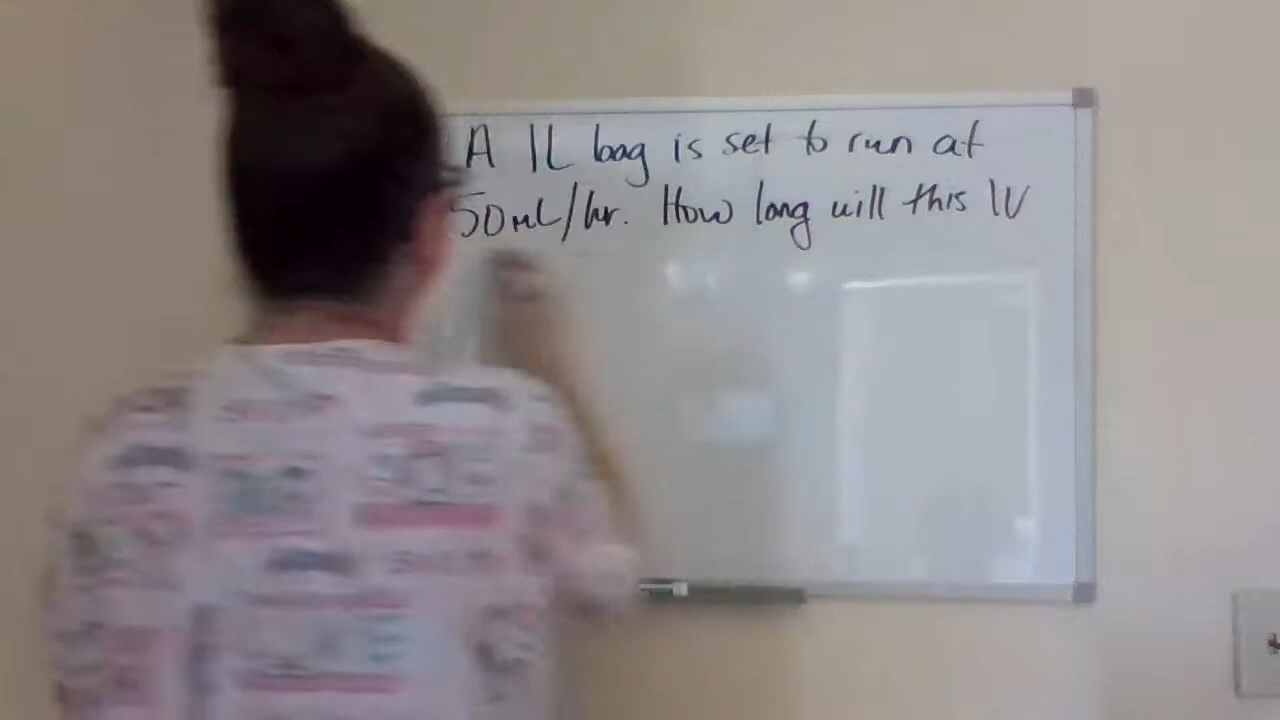 A 1L bag is set to run at
50mL/hr. How long will this IV